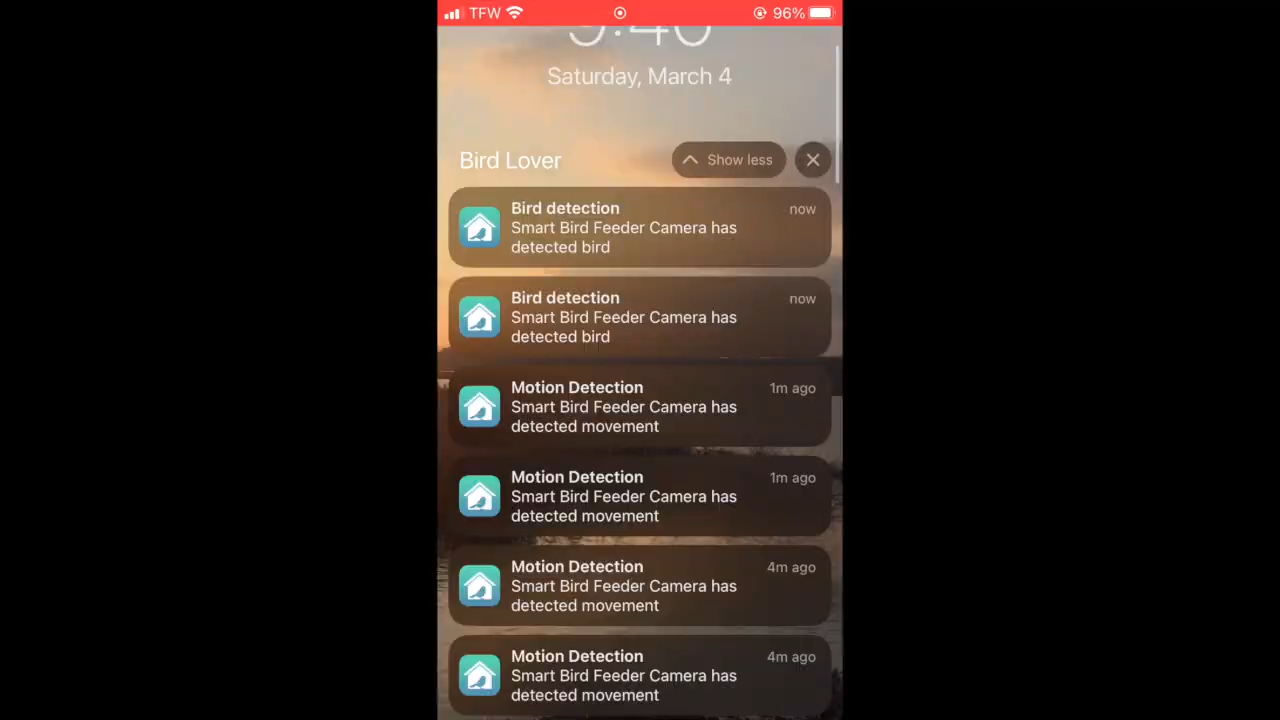 TFW 96%
Saturday, March 4
Bird Lover Show less
Bird detection now
Smart Bird Feeder Camera has
detected bird
Bird detection now
Smart Bird Feeder Camera has
detected bird
Motion Detection 1m ago
Smart Bird Feeder Camera has
detected movement
Motion Detection 1m ago
Smart Bird Feeder Camera has
detected movement
Motion Detection 4m ago
Smart Bird Feeder Camera has
detected movement
Motion Detection 4m ago
Smart Bird Feeder Camera has
detected movement